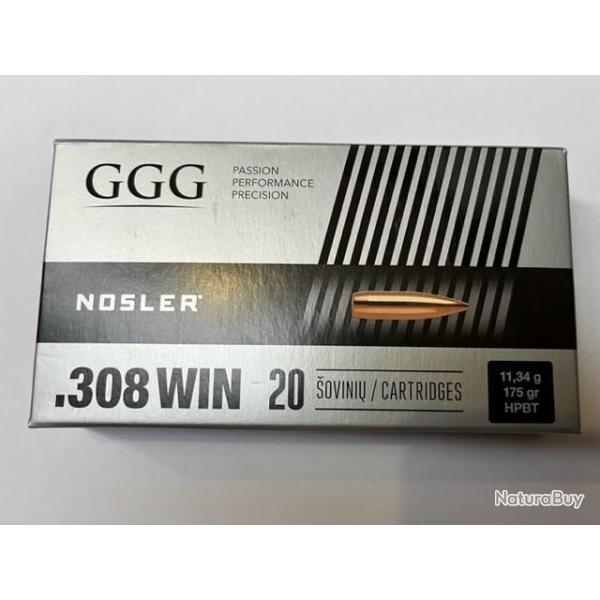 GGG
PASSION
PERFORMANCE
PRECISION
NOSLER®
.308 WIN 20 ŠOVINIŲ / CARTRIDGES
11,34 g
175 gr
HPBT
NaturaBuy